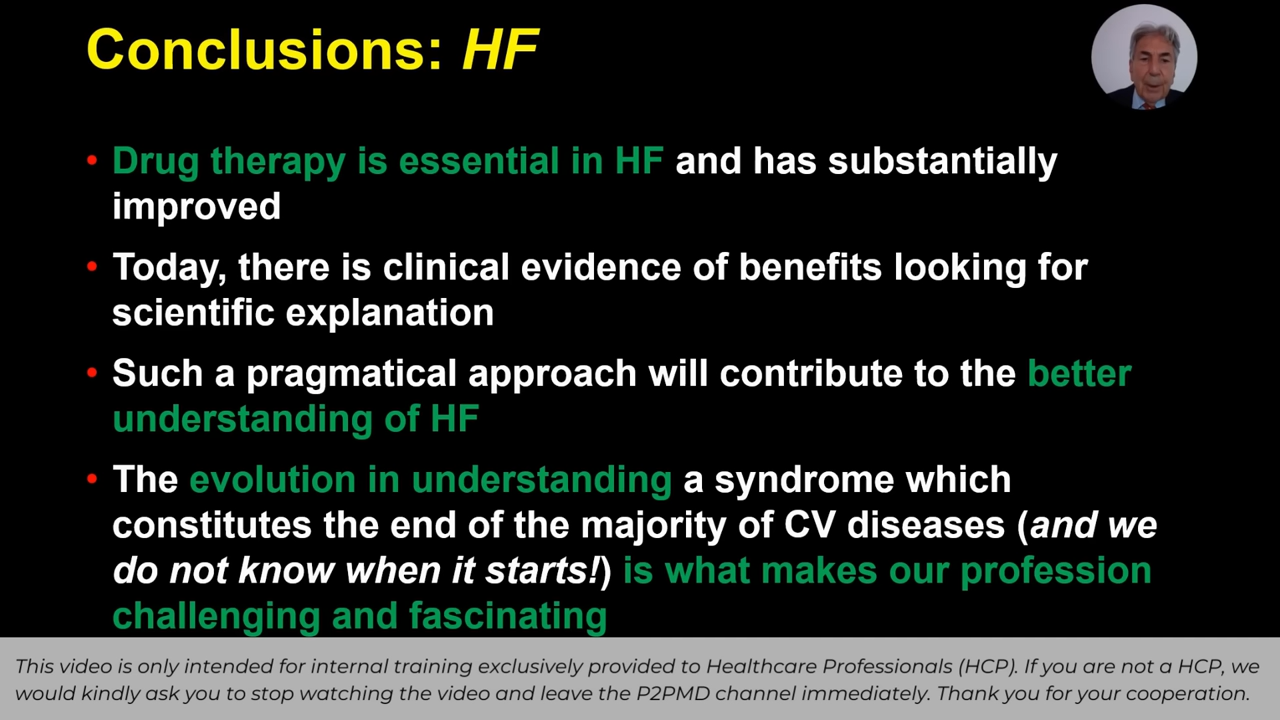 Conclusions: HF
• Drug therapy is essential in HF and has substantially
improved
• Today, there is clinical evidence of benefits looking for
scientific explanation
• Such a pragmatical approach will contribute to the better
understanding of HF
• The evolution in understanding a syndrome which
constitutes the end of the majority of CV diseases (and we
do not know when it starts!) is what makes our profession
challenging and fascinating
This video is only intended for internal training exclusively provided to Healthcare Professionals (HCP). If you are not a HCP, we
would kindly ask you to stop watching the video and leave the P2PMD channel immediately. Thank you for your cooperation.